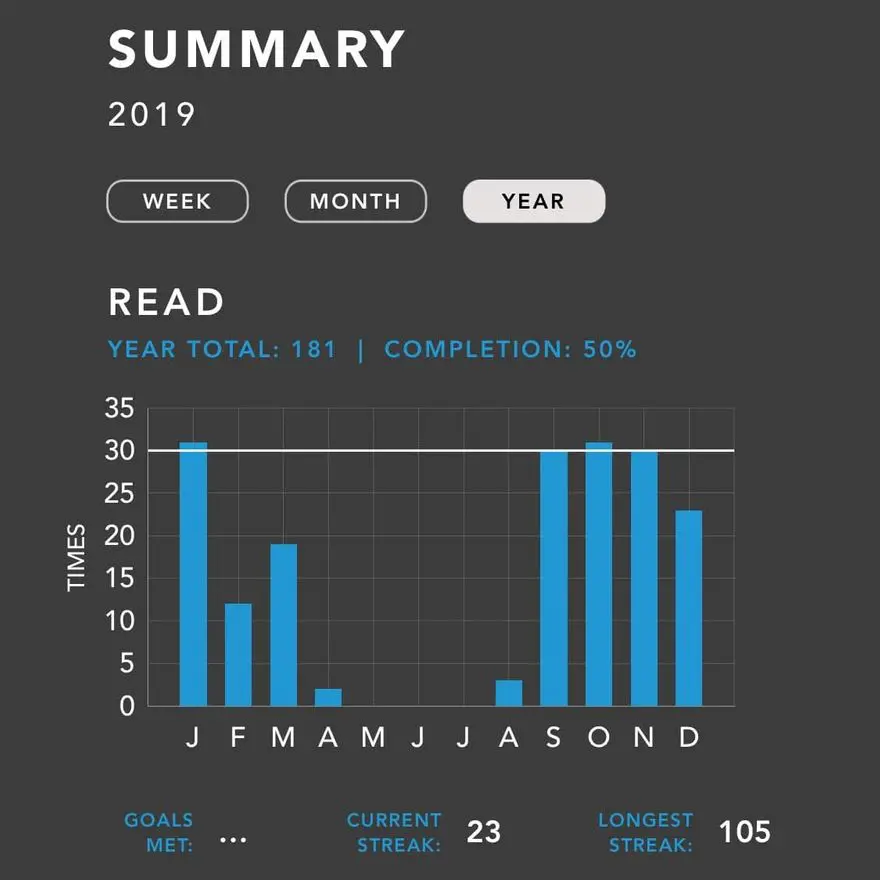 SUMMARY
2019
WEEK MONTH YEAR
READ
YEAR TOTAL: 181 | COMPLETION: 50%
35
30
25
20
15
10
5
0
TIMES
J F M A M J J A S O N D
GOALS MET: ...
CURRENT STREAK: 23
LONGEST STREAK: 105